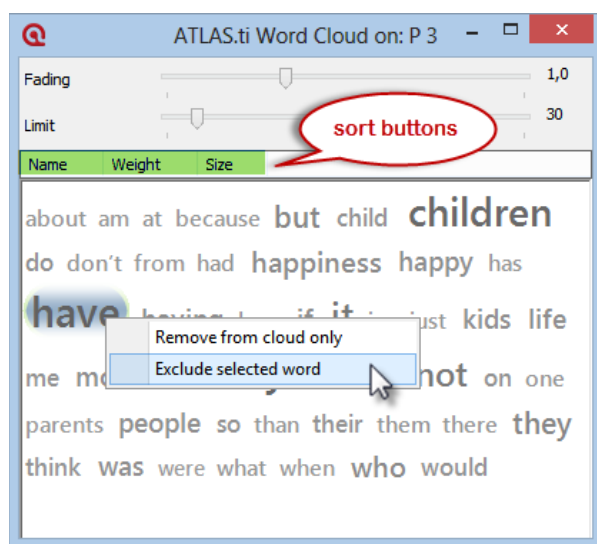 ATLAS.ti Word Cloud on: P 3
Fading 1,0
Limit 30
sort buttons
Name Weight Size
about am at because but child children
do don't from had happiness happy has
have having if it just kids life
Remove from cloud only
Exclude selected word
me not on one
parents people so than their them there they
think was were what when who would